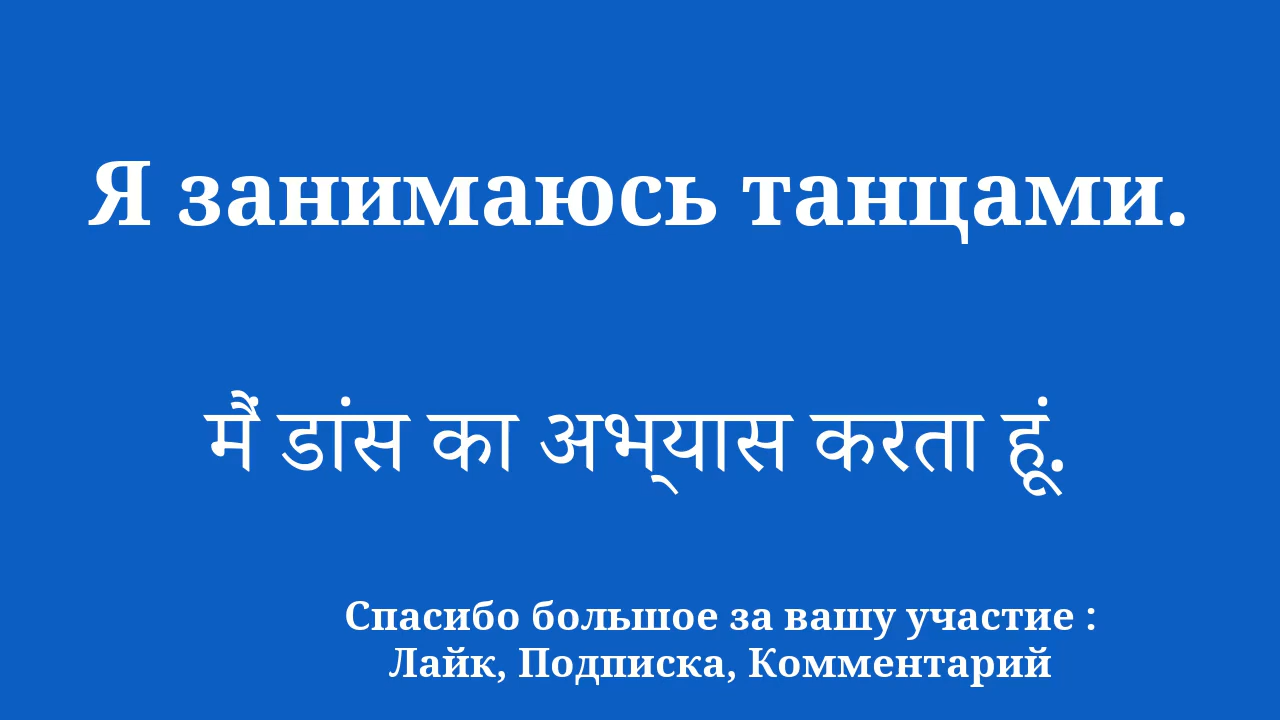 Я занимаюсь танцами.
मैं डांस का अभ्यास करता हूं.
Спасибо большое за вашу участие :
Лайк, Подписка, Комментарий